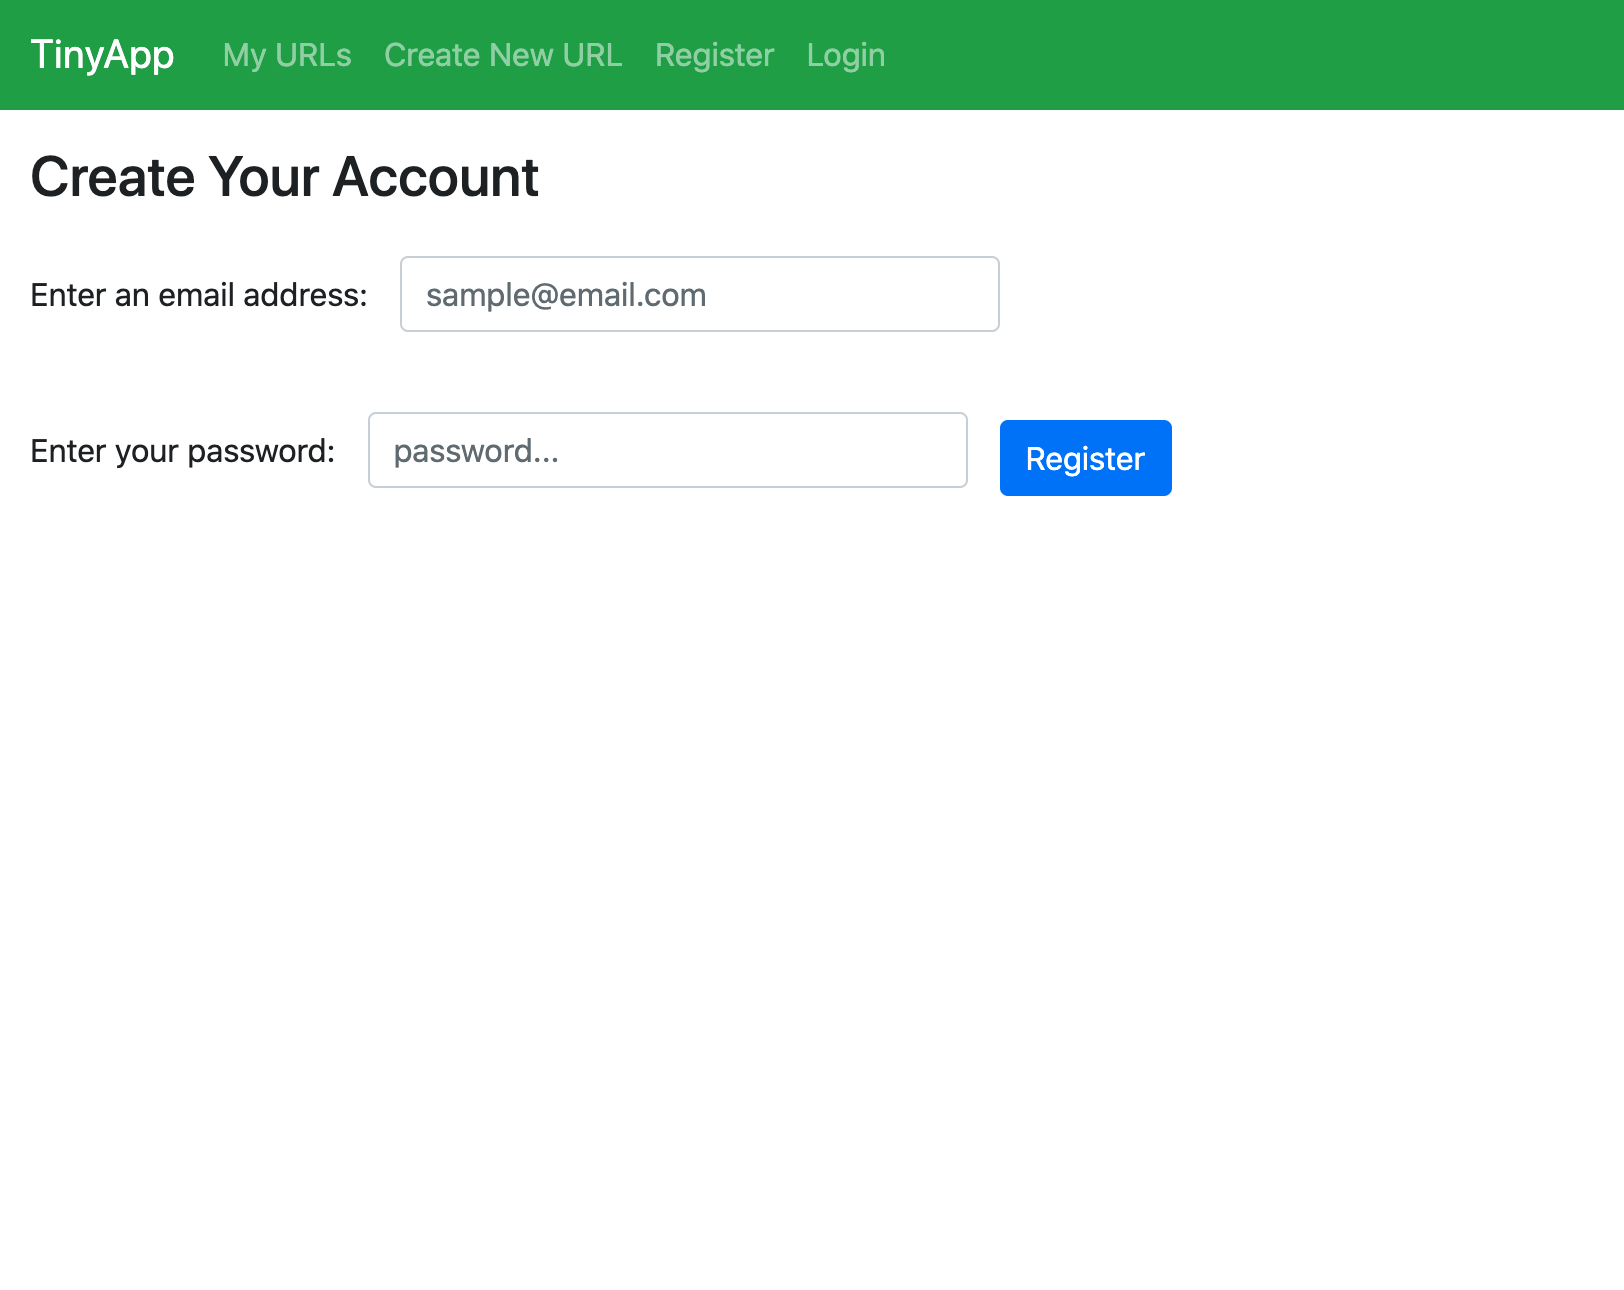 TinyApp My URLs Create New URL Register Login
Create Your Account
Enter an email address: sample@email.com
Enter your password: password... Register